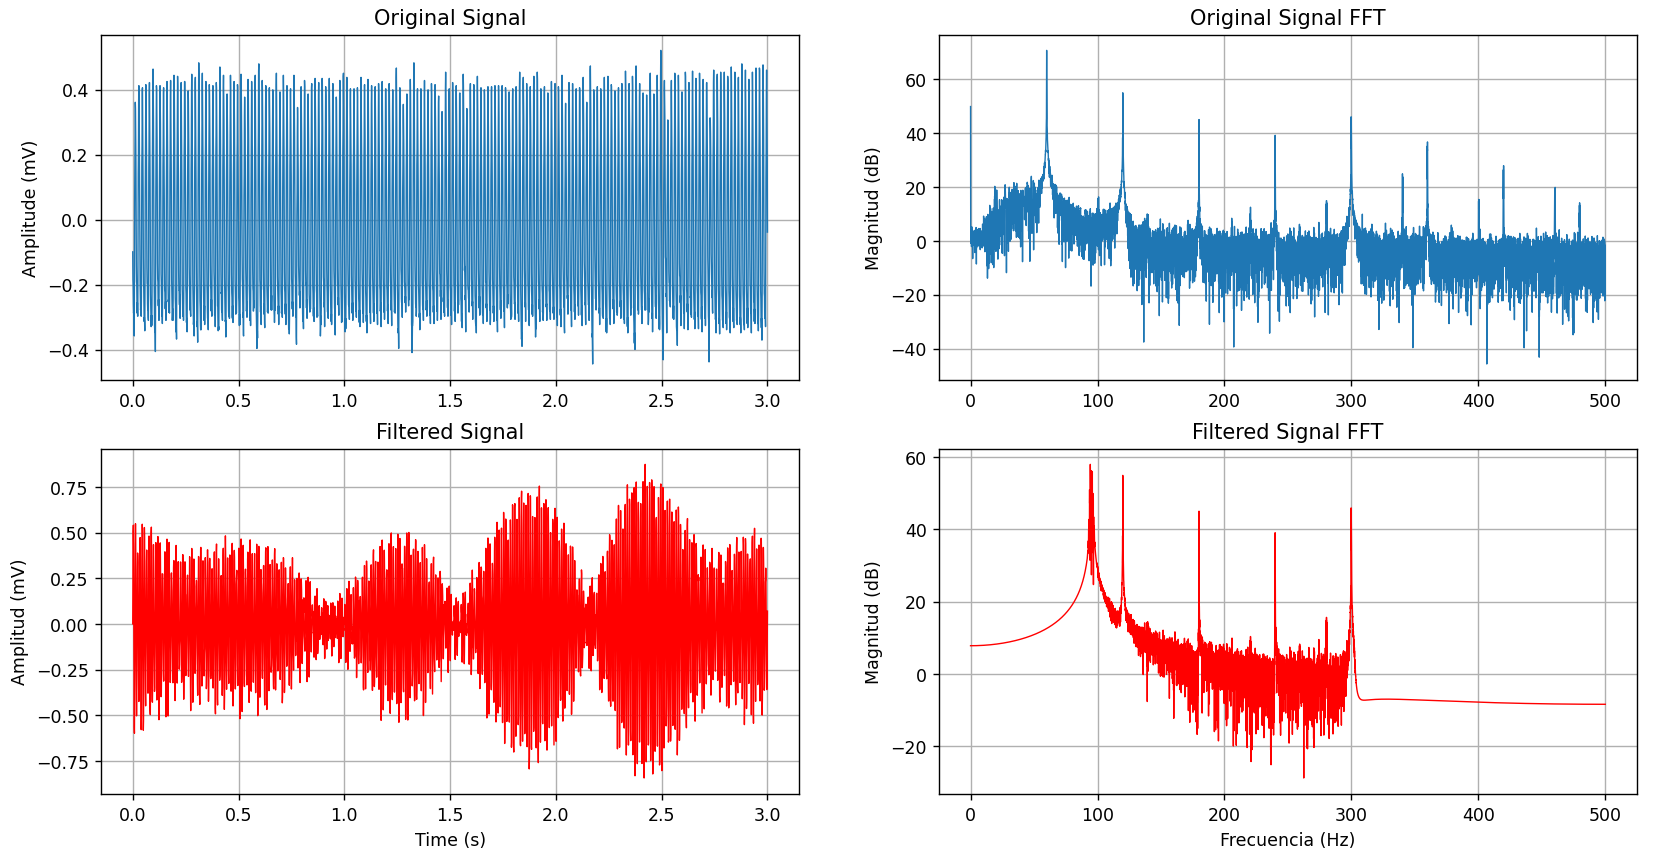 Original Signal
Amplitude (mV)
0.4
0.2
0.0
−0.2
−0.4
0.0 0.5 1.0 1.5 2.0 2.5 3.0
Original Signal FFT
Magnitud (dB)
60
40
20
0
−20
−40
0 100 200 300 400 500
Filtered Signal
Amplitud (mV)
0.75
0.50
0.25
0.00
−0.25
−0.50
−0.75
0.0 0.5 1.0 1.5 2.0 2.5 3.0
Time (s)
Filtered Signal FFT
Magnitud (dB)
60
40
20
0
−20
0 100 200 300 400 500
Frecuencia (Hz)